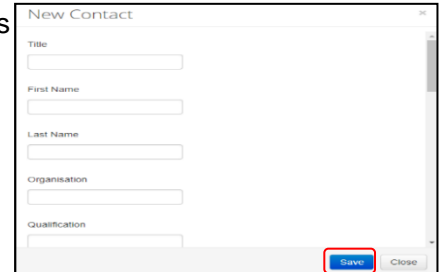 New Contact ×
s
Title
First Name
Last Name
Organisation
Qualification
Save Close